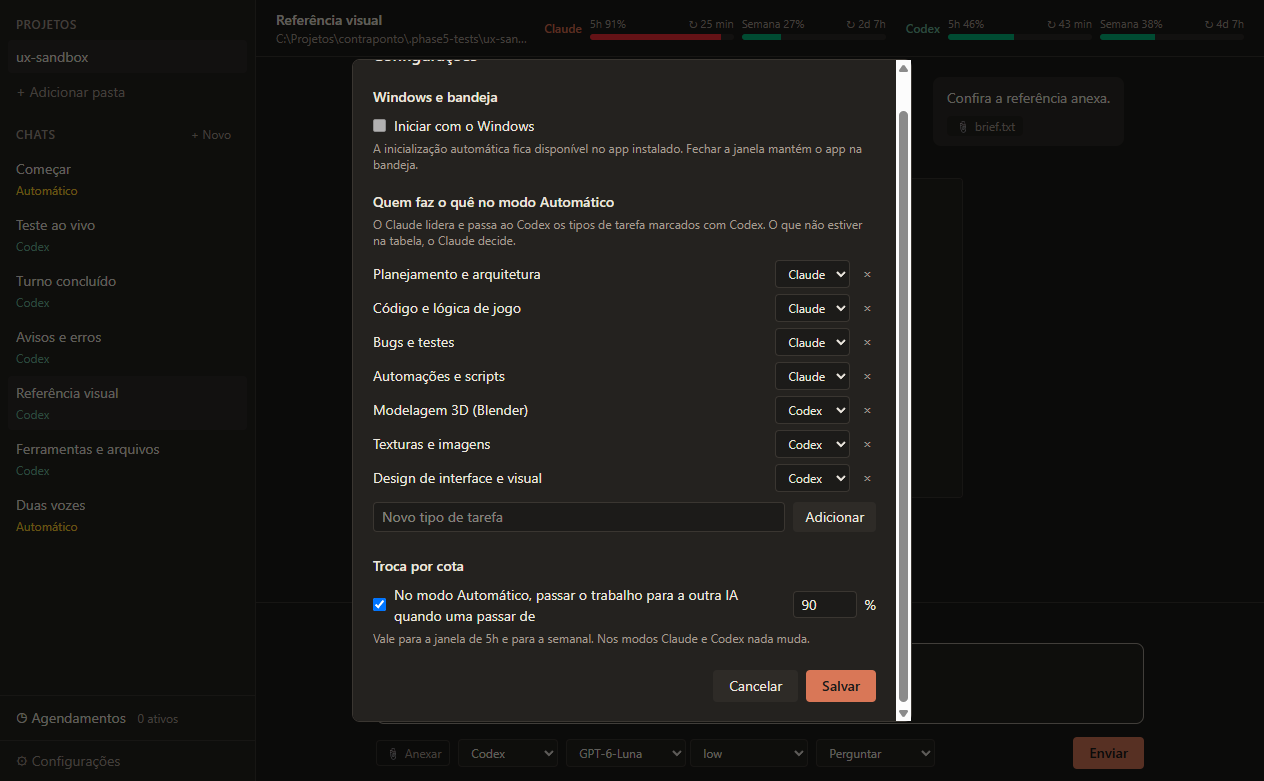 PROJETOS
ux-sandbox
+ Adicionar pasta
CHATS
+ Novo
Começar
Automático
Teste ao vivo
Codex
Turno concluído
Codex
Avisos e erros
Codex
Referência visual
Codex
Ferramentas e arquivos
Codex
Duas vozes
Automático
Agendamentos 0 ativos
Configurações
Referência visual
C:\Projetos\contraponto\.phase5-tests\ux-san...
Claude
5h 91% ↻ 25 min
Semana 27% ↻ 2d 7h
Codex
5h 46% ↻ 43 min
Semana 38% ↻ 4d 7h
Confira a referência anexa.
brief.txt
Configurações
Windows e bandeja
Iniciar com o Windows
A inicialização automática fica disponível no app instalado. Fechar a janela mantém o app na
bandeja.
Quem faz o quê no modo Automático
O Claude lidera e passa ao Codex os tipos de tarefa marcados com Codex. O que não estiver
na tabela, o Claude decide.
Planejamento e arquitetura Claude ×
Código e lógica de jogo Claude ×
Bugs e testes Claude ×
Automações e scripts Claude ×
Modelagem 3D (Blender) Codex ×
Texturas e imagens Codex ×
Design de interface e visual Codex ×
Novo tipo de tarefa Adicionar
Troca por cota
No modo Automático, passar o trabalho para a outra IA
quando uma passar de
90 %
Vale para a janela de 5h e para a semanal. Nos modos Claude e Codex nada muda.
Cancelar Salvar
Anexar Codex GPT-6-Luna low Perguntar Enviar